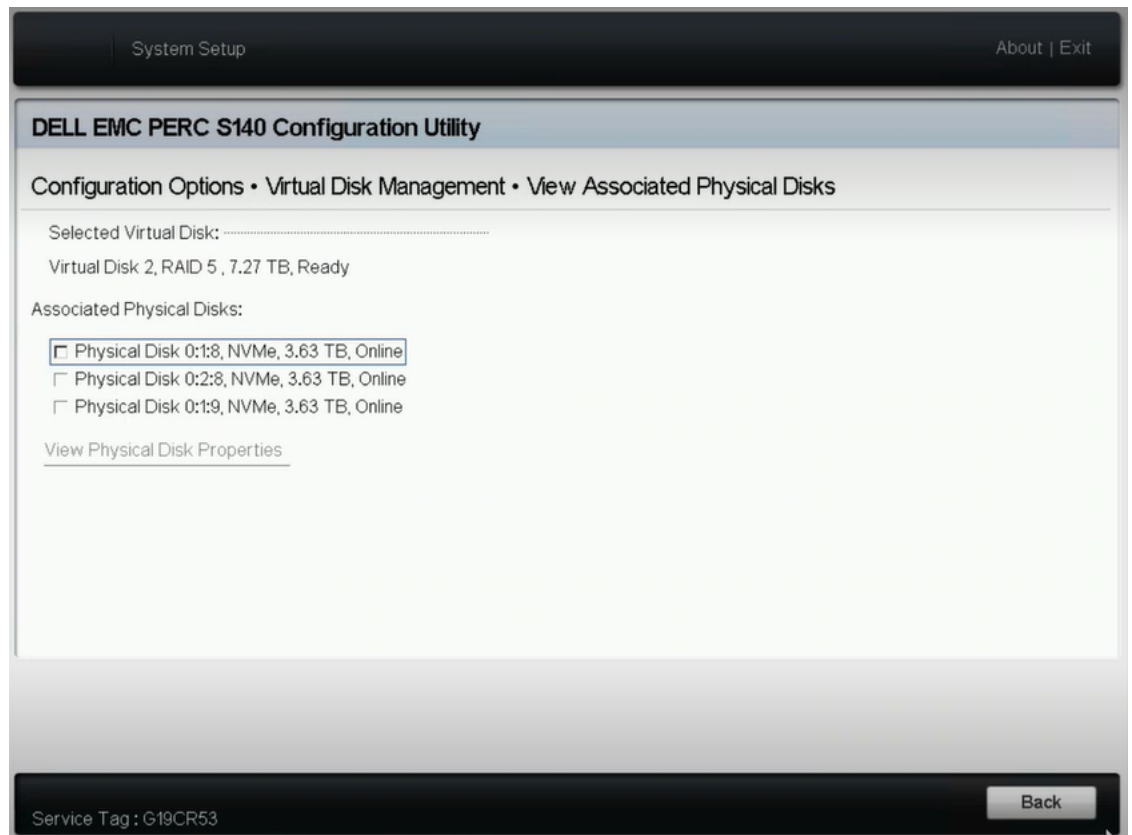 System Setup
About | Exit
DELL EMC PERC S140 Configuration Utility
Configuration Options • Virtual Disk Management • View Associated Physical Disks
Selected Virtual Disk:
Virtual Disk 2, RAID 5 , 7.27 TB, Ready
Associated Physical Disks:
Physical Disk 0:1:8, NVMe, 3.63 TB, Online
Physical Disk 0:2:8, NVMe, 3.63 TB, Online
Physical Disk 0:1:9, NVMe, 3.63 TB, Online
View Physical Disk Properties
Back
Service Tag : G19CR53